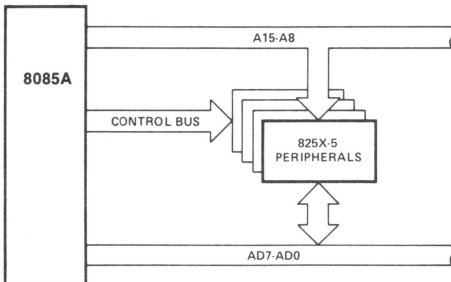 A15-A8
8085A
CONTROL BUS
825X-5
PERIPHERALS
AD7-AD0